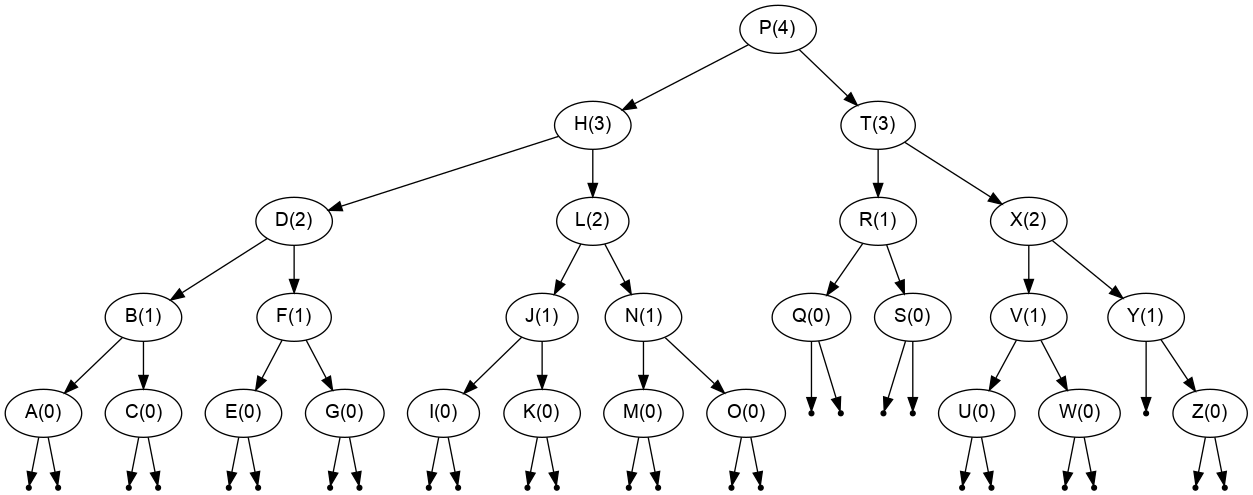 P(4)
H(3)
T(3)
D(2)
L(2)
R(1)
X(2)
B(1)
F(1)
J(1)
N(1)
Q(0)
S(0)
V(1)
Y(1)
A(0)
C(0)
E(0)
G(0)
I(0)
K(0)
M(0)
O(0)
U(0)
W(0)
Z(0)